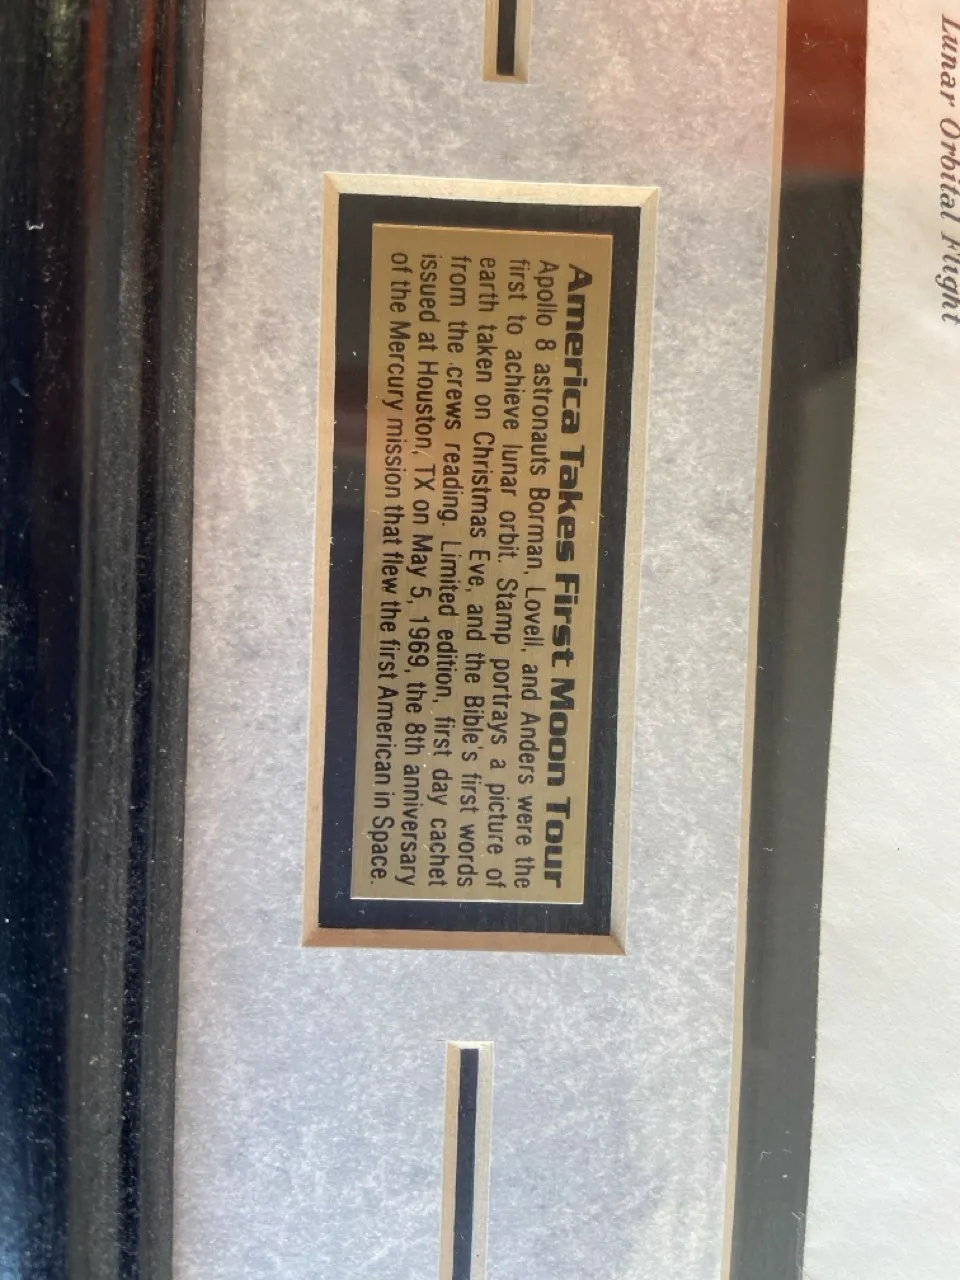 Lunar Orbital Flight
America Takes First Moon Tour
Apollo 8 astronauts Borman, Lovell, and Anders were the
first to achieve lunar orbit. Stamp portrays a picture of
earth taken on Christmas Eve, and the Bible's first words
from the crews reading. Limited edition, first day cachet
issued at Houston, TX on May 5, 1969, the 8th anniversary
of the Mercury mission that flew the first American in Space.